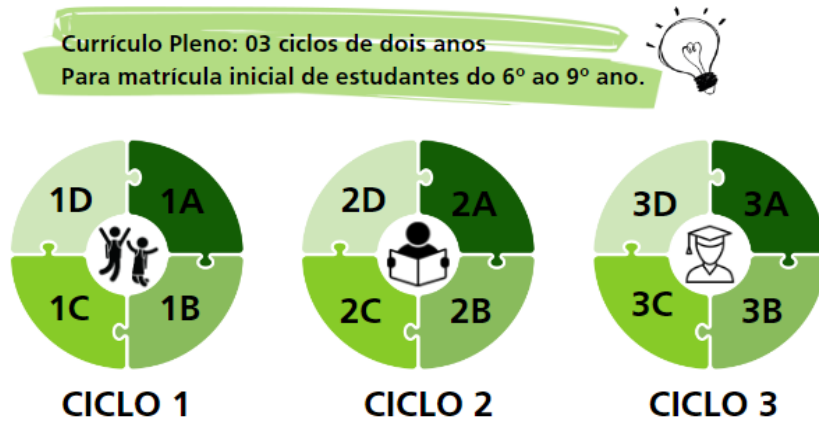 Currículo Pleno: 03 ciclos de dois anos
Para matrícula inicial de estudantes do 6º ao 9º ano.
1D 1A
1C 1B
CICLO 1
2D 2A
2C 2B
CICLO 2
3D 3A
3C 3B
CICLO 3